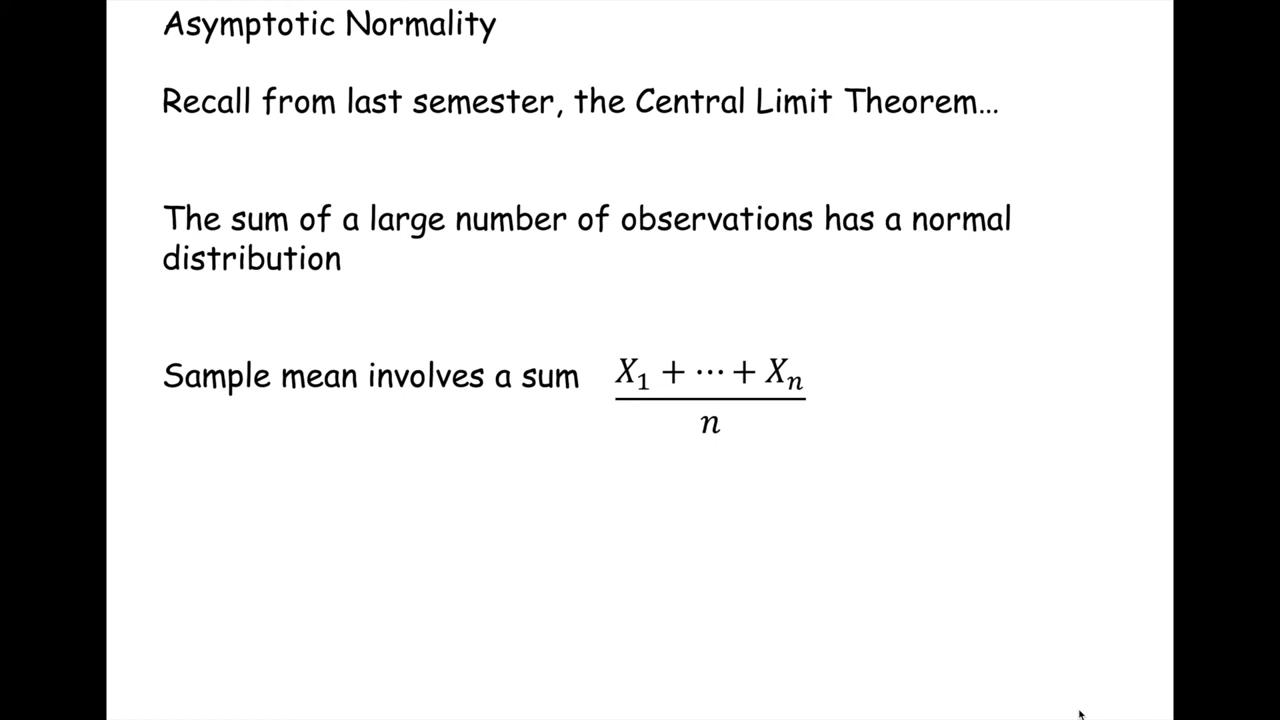 Asymptotic Normality
Recall from last semester, the Central Limit Theorem...
The sum of a large number of observations has a normal
distribution
Sample mean involves a sum X₁ + ⋯ + Xₙ
n